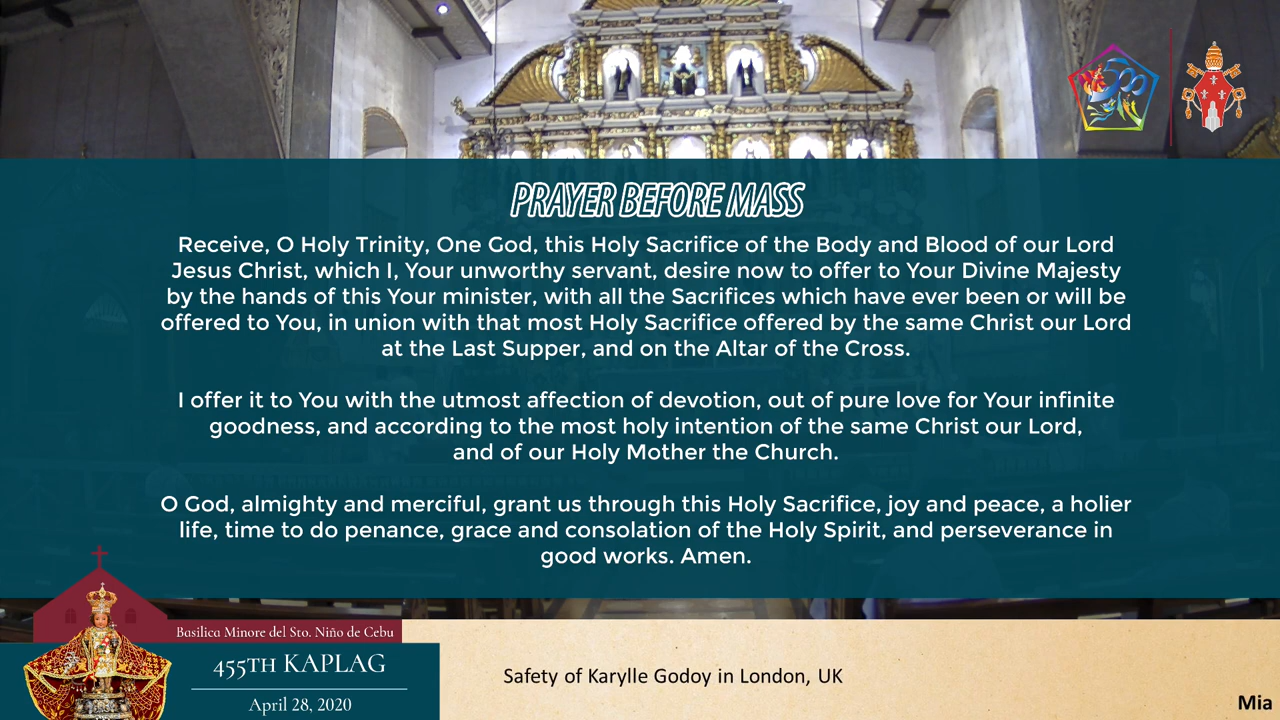 500
PRAYER BEFORE MASS
Receive, O Holy Trinity, One God, this Holy Sacrifice of the Body and Blood of our Lord
Jesus Christ, which I, Your unworthy servant, desire now to offer to Your Divine Majesty
by the hands of this Your minister, with all the Sacrifices which have ever been or will be
offered to You, in union with that most Holy Sacrifice offered by the same Christ our Lord
at the Last Supper, and on the Altar of the Cross.
I offer it to You with the utmost affection of devotion, out of pure love for Your infinite
goodness, and according to the most holy intention of the same Christ our Lord,
and of our Holy Mother the Church.
O God, almighty and merciful, grant us through this Holy Sacrifice, joy and peace, a holier
life, time to do penance, grace and consolation of the Holy Spirit, and perseverance in
good works. Amen.
Basilica Minore del Sto. Niño de Cebu
455TH KAPLAG
April 28, 2020
Safety of Karylle Godoy in London, UK
Mia